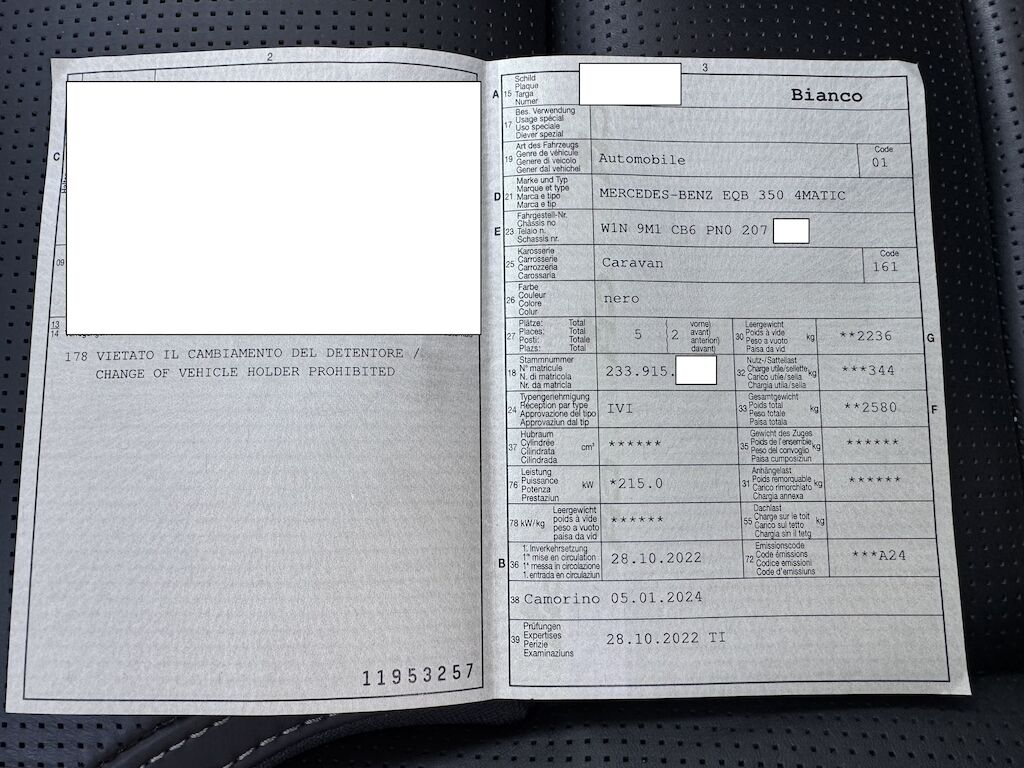 2
C
09
13
14
178 VIETATO IL CAMBIAMENTO DEL DETENTORE /
CHANGE OF VEHICLE HOLDER PROHIBITED
11953257
3
A 15 Schild
Plaque
Targa
Numer
Bianco
17 Bes. Verwendung
Usage spécial
Uso speciale
Diever spezial
19 Art des Fahrzeugs
Genre de véhicule
Genere di veicolo
Gener dal vehichel
Automobile
Code
01
D 21 Marke und Typ
Marque et type
Marca e tipo
Marca e tip
MERCEDES-BENZ EQB 350 4MATIC
E 23 Fahrgestell-Nr.
Châssis no
Telaio n.
Schassis nr.
W1N 9M1 CB6 PN0 207
25 Karosserie
Carrosserie
Carrozzeria
Carossaria
Caravan
Code
161
26 Farbe
Couleur
Colore
Colur
nero
27 Plätze: Total vorne)
Places: Total avant)
Posti: Totale anteriori)
Plazs: Total davant)
5 ( 2
30 Leergewicht
Poids à vide kg
Peso a vuoto
Paisa da vid
**2236 G
18 Stammnummer
N° matricule
N. di matricola
Nr. da matricla
233.915.
32 Nutz-/Sattellast
Charge utile/sellette kg
Carico utile/sella
Chargia utila/sella
***344
24 Typengenehmigung
Réception par type
Approvazione del tipo
Approvaziun dal tip
IVI
33 Gesamtgewicht
Poids total kg
Peso totale
Paisa totala
**2580 F
37 Hubraum
Cylindrée cm³
Cilindrata
Cilindrada
******
35 Gewicht des Zuges
Poids de l'ensemble kg
Peso del convoglio
Paisa cumposiziun
******
76 Leistung
Puissance kW
Potenza
Prestaziun
*215.0
31 Anhängelast
Poids remorquable kg
Carico rimorchiato
Chargia annexa
******
78 kW/kg Leergewicht
poids à vide
peso a vuoto
paisa da vid
******
55 Dachlast
Charge sur le toit kg
Carico sul tetto
Chargia sin il tetg
******
B 36 1. Inverkehrsetzung
1re mise en circulation
1a messa in circolazione
1. entrada en circulaziun
28.10.2022
72 Emissionscode
Code émissions
Codice emissioni
Code d'emissiuns
***A24
38 Camorino 05.01.2024
39 Prüfungen
Expertises
Perizie
Examinaziuns
28.10.2022 TI